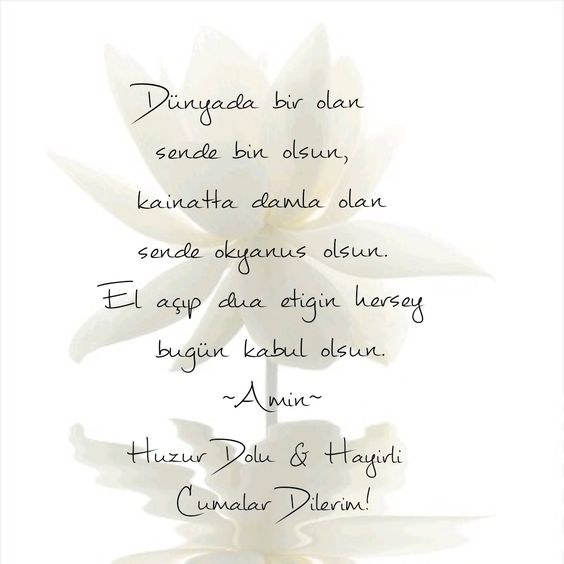 Dünyada bir olan
sende bin olsun,
kainatta damla olan
sende okyanus olsun.
El açıp dua etigin hersey
bugün kabul olsun.
~Amin~
Huzur Dolu & Hayirli
Cumalar Dilerim!